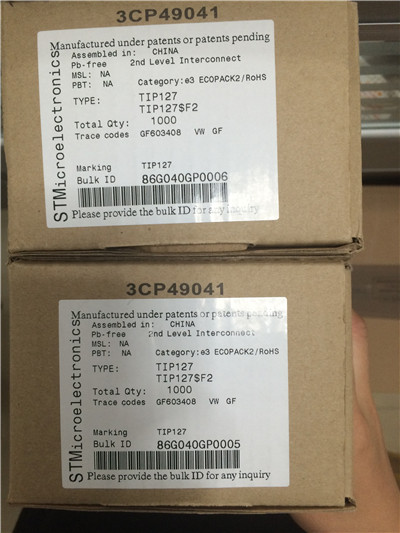 3CP49041
Manufactured under patents or patents pending
Assembled in: CHINA
Pb-free 2nd Level Interconnect
MSL: NA
PBT: NA Category:e3 ECOPACK2/RoHS
TYPE: TIP127
TIP127$F2
Total Qty: 1000
Trace codes GF603408 VW GF
Marking TIP127
Bulk ID 86G040GP0006
Please provide the bulk ID for any inquiry
STMicroelectronics
3CP49041
Manufactured under patents or patents pending
Assembled in: CHINA
Pb-free 2nd Level Interconnect
MSL: NA
PBT: NA Category:e3 ECOPACK2/RoHS
TYPE: TIP127
TIP127$F2
Total Qty: 1000
Trace codes GF603408 VW GF
Marking TIP127
Bulk ID 86G040GP0005
Please provide the bulk ID for any inquiry
STMicroelectronics